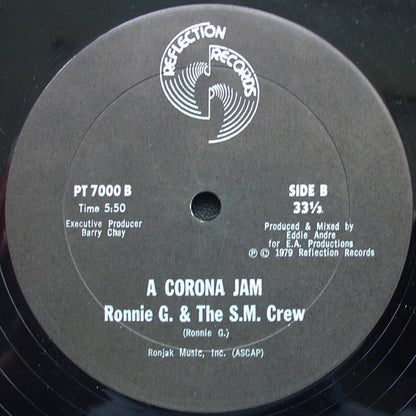 REFLECTION
RECORDS
PT 7000 B
Time 5;50
Executive Producer
Barry Chay
SIDE B
33⅓
Produced & Mixed by
Eddie Andre
for E.A. Productions
Ⓟ © 1979 Reflection Records
A CORONA JAM
Ronnie G. & The S.M. Crew
(Ronnie G.)
Ronjak Music, Inc. (ASCAP)